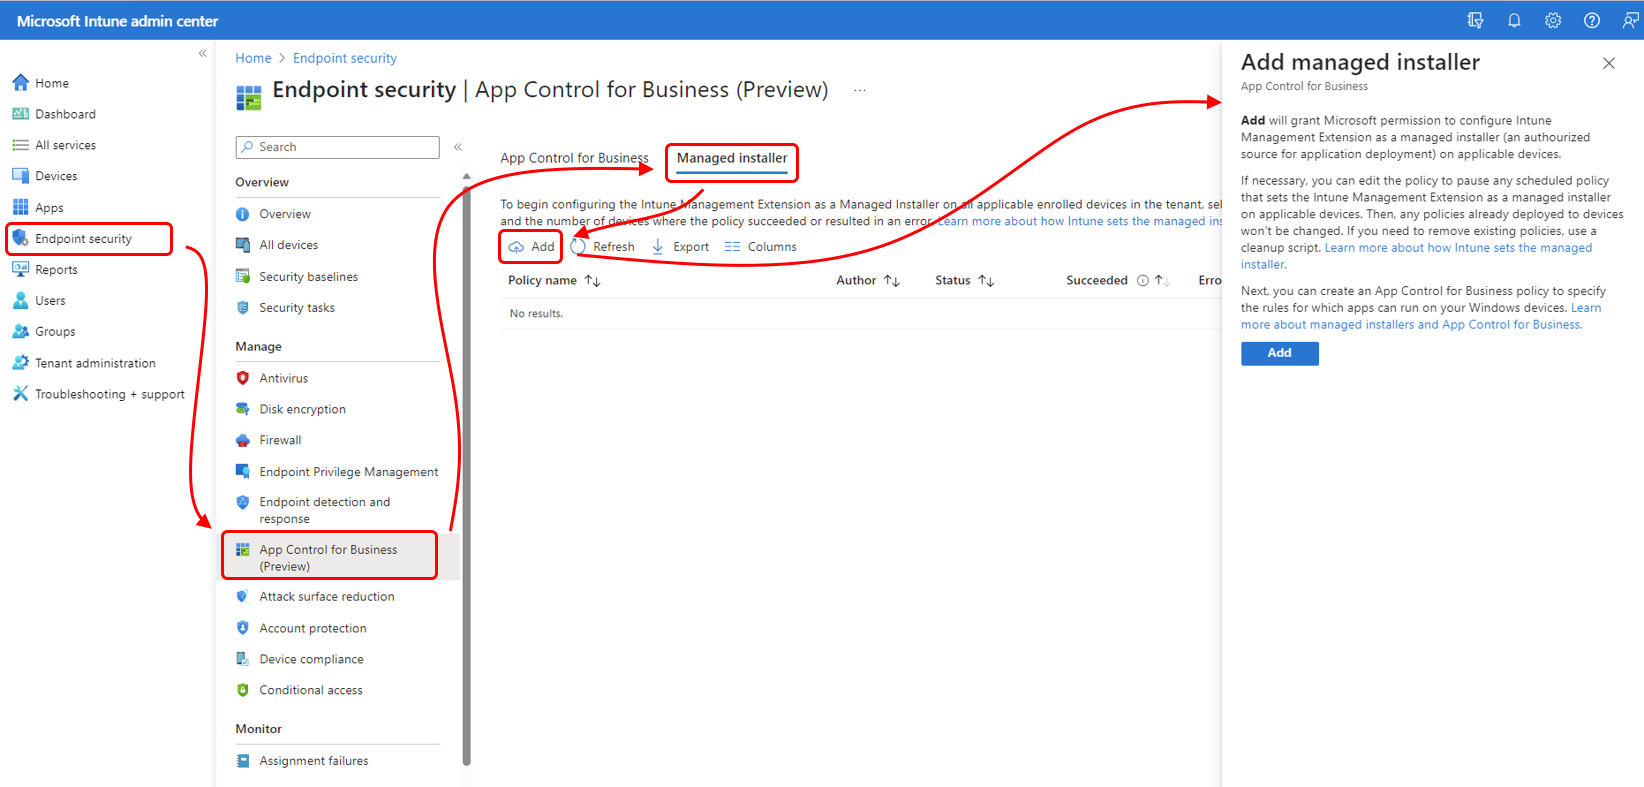 Microsoft Intune admin center
Home
Dashboard
All services
Devices
Apps
Endpoint security
Reports
Users
Groups
Tenant administration
Troubleshooting + support
Home > Endpoint security
Endpoint security | App Control for Business (Preview) ...
Search
Overview
Overview
All devices
Security baselines
Security tasks
Manage
Antivirus
Disk encryption
Firewall
Endpoint Privilege Management
Endpoint detection and
response
App Control for Business
(Preview)
Attack surface reduction
Account protection
Device compliance
Conditional access
Monitor
Assignment failures
App Control for Business Managed installer
To begin configuring the Intune Management Extension as a Managed Installer on all applicable enrolled devices in the tenant, sel
and the number of devices where the policy succeeded or resulted in an error. Learn more about how Intune sets the managed ins
Add Refresh Export Columns
Policy name Author Status Succeeded Erro
No results.
Add managed installer
App Control for Business
Add will grant Microsoft permission to configure Intune
Management Extension as a managed installer (an authourized
source for application deployment) on applicable devices.
If necessary, you can edit the policy to pause any scheduled policy
that sets the Intune Management Extension as a managed installer
on applicable devices. Then, any policies already deployed to devices
won't be changed. If you need to remove existing policies, use a
cleanup script. Learn more about how Intune sets the managed
installer.
Next, you can create an App Control for Business policy to specify
the rules for which apps can run on your Windows devices. Learn
more about managed installers and App Control for Business.
Add